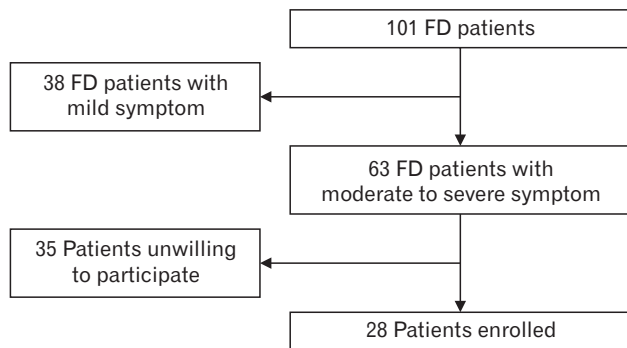 101 FD patients
38 FD patients with
mild symptom
63 FD patients with
moderate to severe symptom
35 Patients unwilling
to participate
28 Patients enrolled